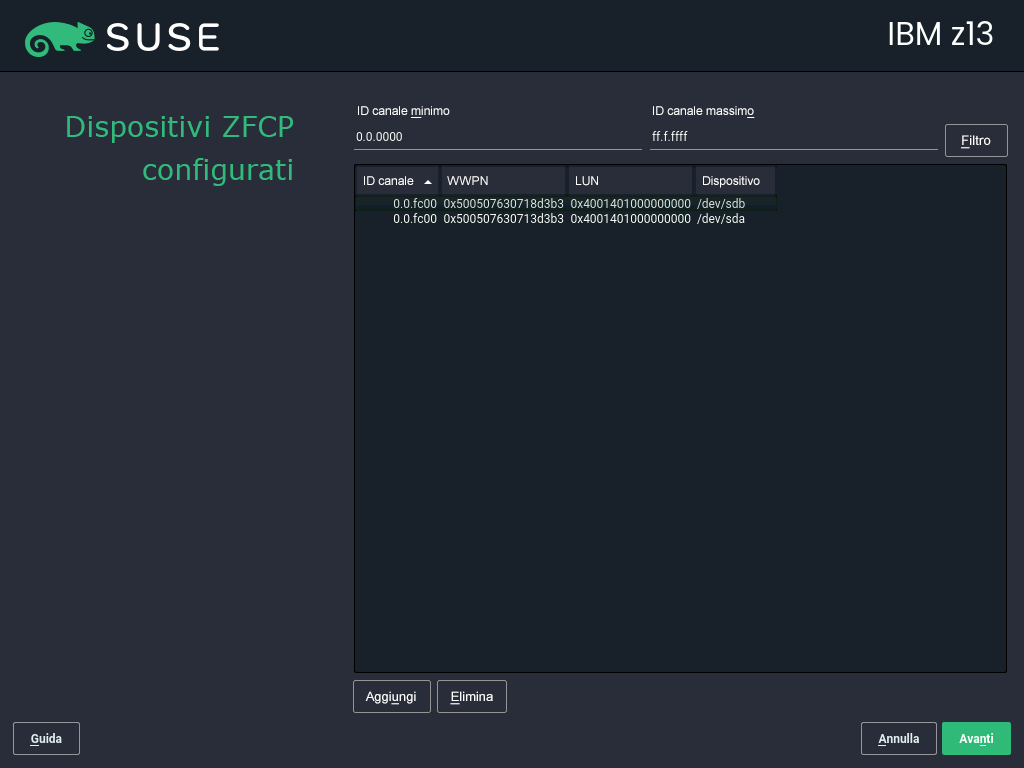 SUSE
IBM z13
Dispositivi ZFCP
configurati
ID canale minimo
ID canale massimo
0.0.0000
ff.f.ffff
Filtro
ID canale WWPN LUN Dispositivo
0.0.fc00 0x500507630718d3b3 0x4001401000000000 /dev/sdb
0.0.fc00 0x500507630713d3b3 0x4001401000000000 /dev/sda
Aggiungi
Elimina
Guida
Annulla
Avanti